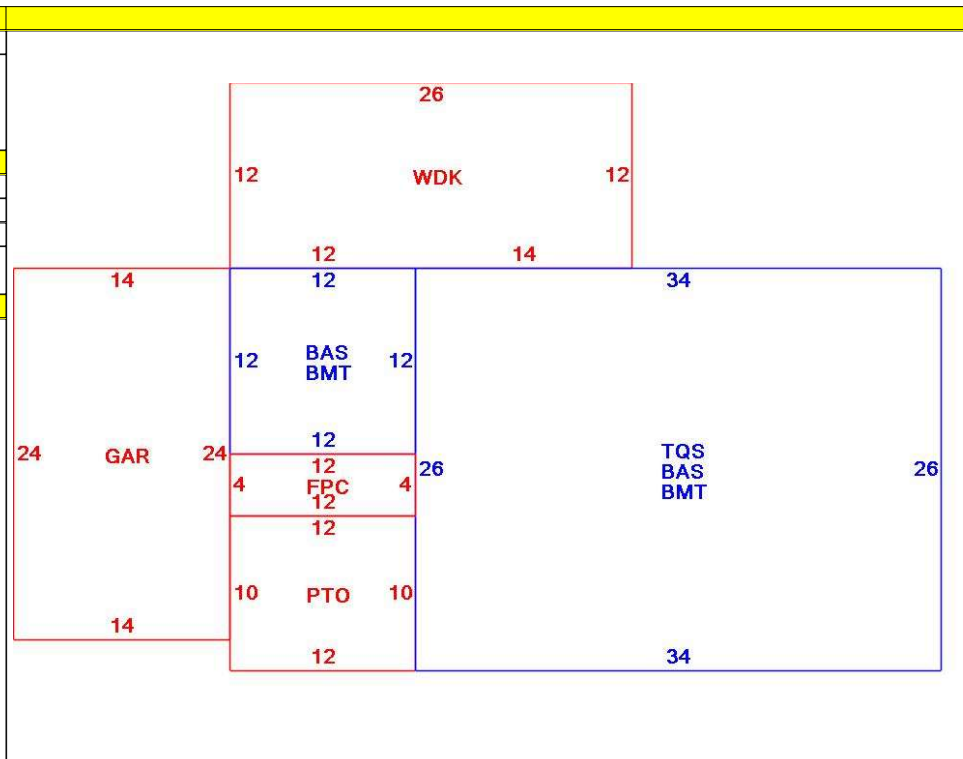 26
12 WDK 12
12 14
14 12 34
12 BAS 12
BMT
12
24 GAR 24
12
4 FPC 4
12
26 TQS 26
BAS
BMT
12
10 PTO 10
14
12 34